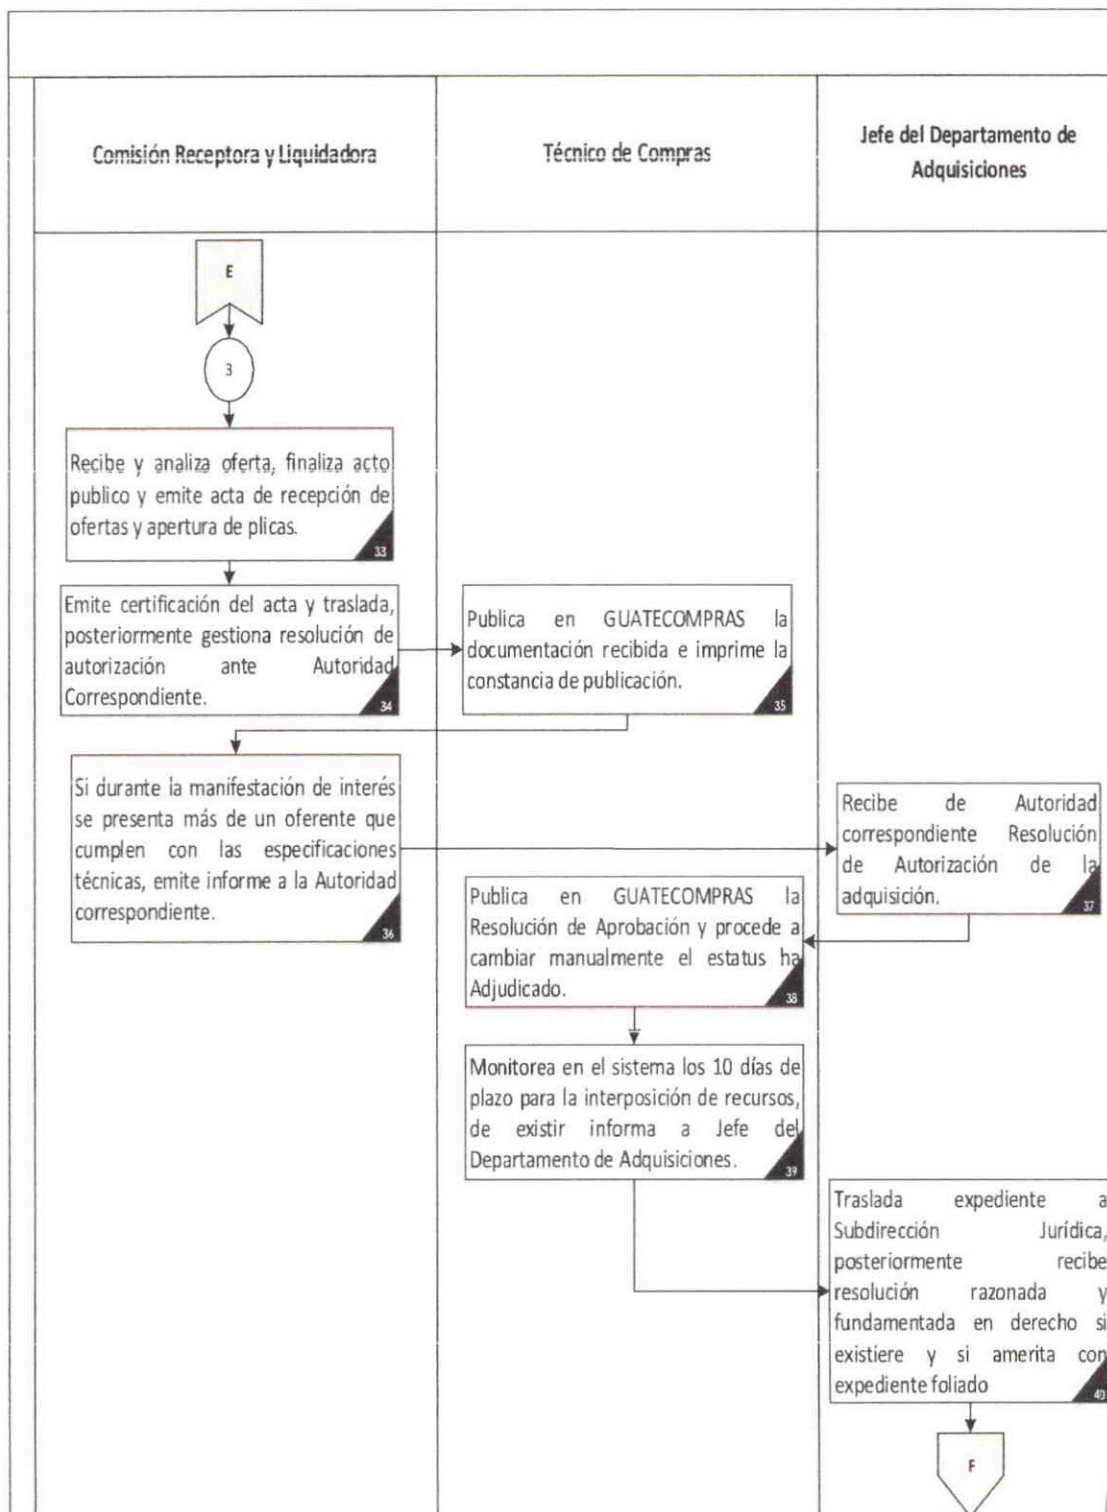 Comisión Receptora y Liquidadora
Técnico de Compras
Jefe del Departamento de
Adquisiciones
E
3
Recibe y analiza oferta, finaliza acto
publico y emite acta de recepción de
ofertas y apertura de plicas.
33
Emite certificación del acta y traslada,
posteriormente gestiona resolución de
autorización ante Autoridad
Correspondiente.
34
Publica en GUATECOMPRAS la
documentación recibida e imprime la
constancia de publicación.
35
Si durante la manifestación de interés
se presenta más de un oferente que
cumplen con las especificaciones
técnicas, emite informe a la Autoridad
correspondiente.
36
Recibe de Autoridad
correspondiente Resolución
de Autorización de la
adquisición.
37
Publica en GUATECOMPRAS la
Resolución de Aprobación y procede a
cambiar manualmente el estatus ha
Adjudicado.
38
Monitorea en el sistema los 10 días de
plazo para la interposición de recursos,
de existir informa a Jefe del
Departamento de Adquisiciones.
39
Traslada expediente a
Subdirección Jurídica,
posteriormente recibe
resolución razonada y
fundamentada en derecho si
existiere y si amerita con
expediente foliado
40
F